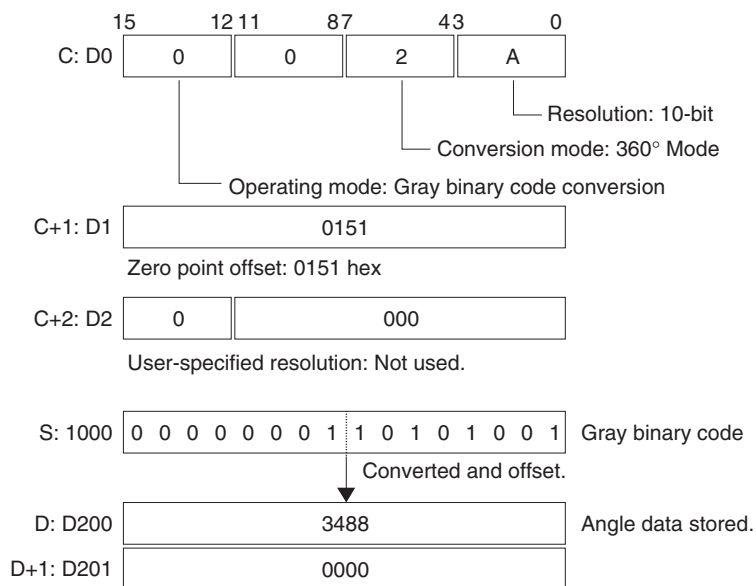 15 12 11 8 7 4 3 0
C: D0 0 0 2 A
Resolution: 10-bit
Conversion mode: 360° Mode
Operating mode: Gray binary code conversion
C+1: D1 0151
Zero point offset: 0151 hex
C+2: D2 0 000
User-specified resolution: Not used.
S: 1000 0 0 0 0 0 0 0 1 1 0 1 0 1 0 0 1 Gray binary code
Converted and offset.
D: D200 3488 Angle data stored.
D+1: D201 0000